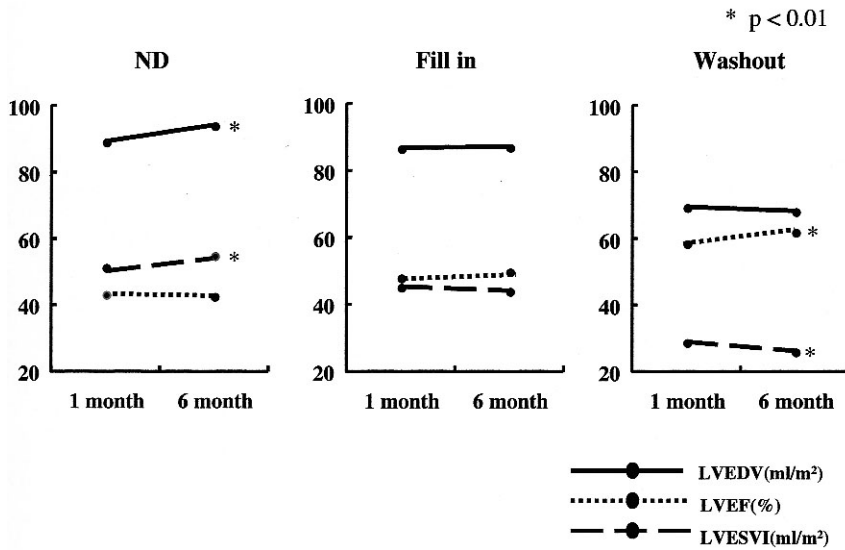 * p < 0.01
ND
Fill in
Washout
100
80
60
40
20
*
*
1 month 6 month
100
80
60
40
20
1 month 6 month
100
80
60
40
20
*
*
1 month 6 month
LVEDV(ml/m²)
LVEF(%)
LVESVI(ml/m²)